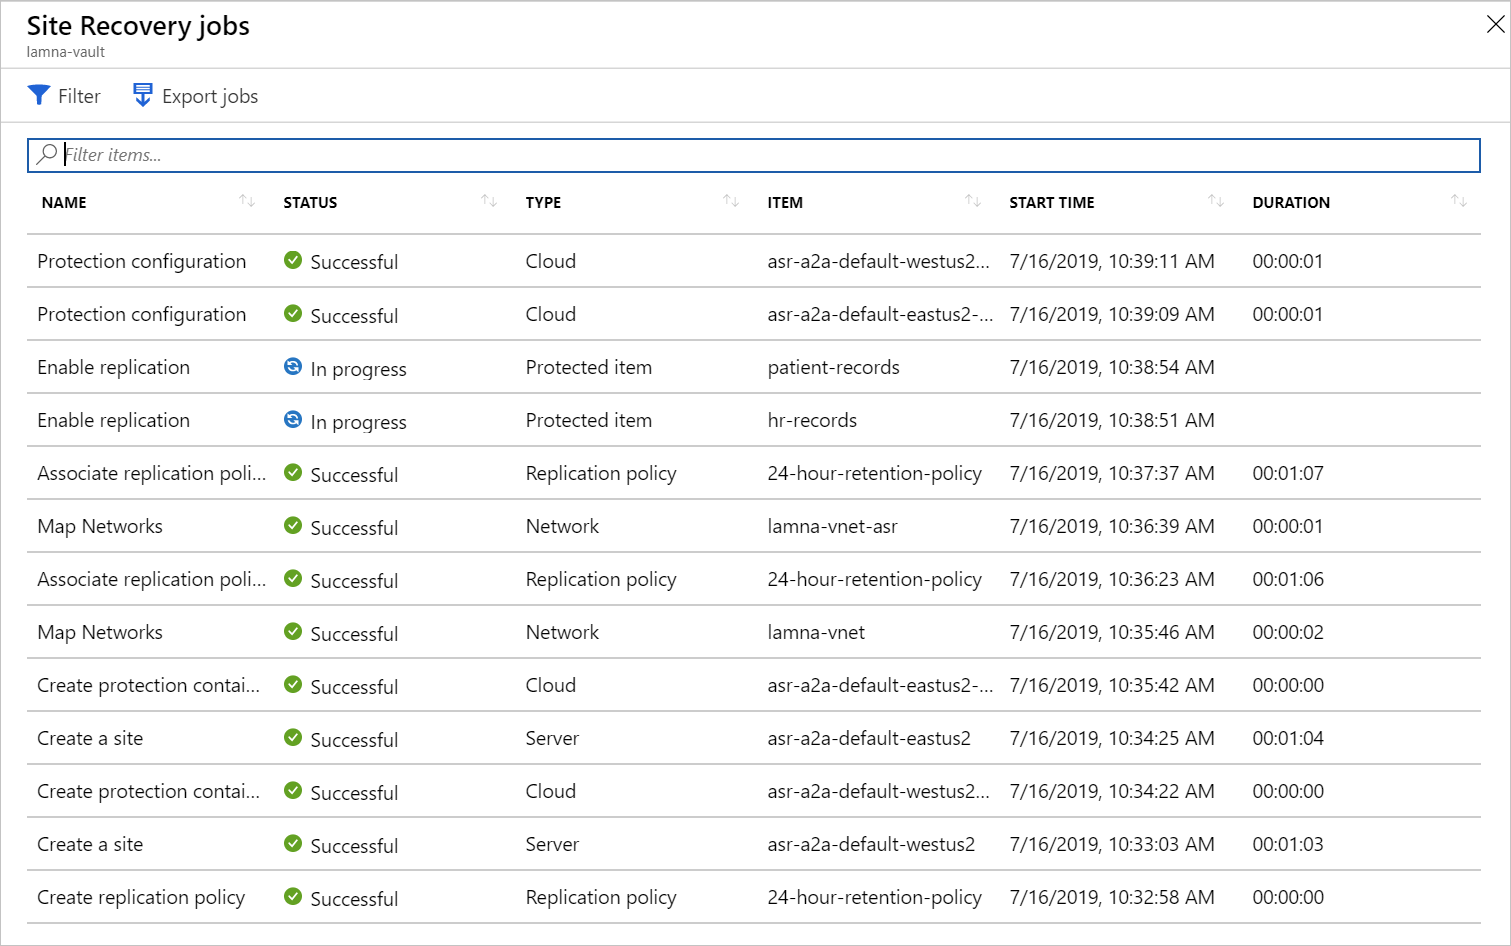 Site Recovery jobs
lamna-vault
Filter Export jobs
Filter items...
NAME STATUS TYPE ITEM START TIME DURATION
Protection configuration Successful Cloud asr-a2a-default-westus2... 7/16/2019, 10:39:11 AM 00:00:01
Protection configuration Successful Cloud asr-a2a-default-eastus2-... 7/16/2019, 10:39:09 AM 00:00:01
Enable replication In progress Protected item patient-records 7/16/2019, 10:38:54 AM
Enable replication In progress Protected item hr-records 7/16/2019, 10:38:51 AM
Associate replication poli... Successful Replication policy 24-hour-retention-policy 7/16/2019, 10:37:37 AM 00:01:07
Map Networks Successful Network lamna-vnet-asr 7/16/2019, 10:36:39 AM 00:00:01
Associate replication poli... Successful Replication policy 24-hour-retention-policy 7/16/2019, 10:36:23 AM 00:01:06
Map Networks Successful Network lamna-vnet 7/16/2019, 10:35:46 AM 00:00:02
Create protection contai... Successful Cloud asr-a2a-default-eastus2-... 7/16/2019, 10:35:42 AM 00:00:00
Create a site Successful Server asr-a2a-default-eastus2 7/16/2019, 10:34:25 AM 00:01:04
Create protection contai... Successful Cloud asr-a2a-default-westus2... 7/16/2019, 10:34:22 AM 00:00:00
Create a site Successful Server asr-a2a-default-westus2 7/16/2019, 10:33:03 AM 00:01:03
Create replication policy Successful Replication policy 24-hour-retention-policy 7/16/2019, 10:32:58 AM 00:00:00